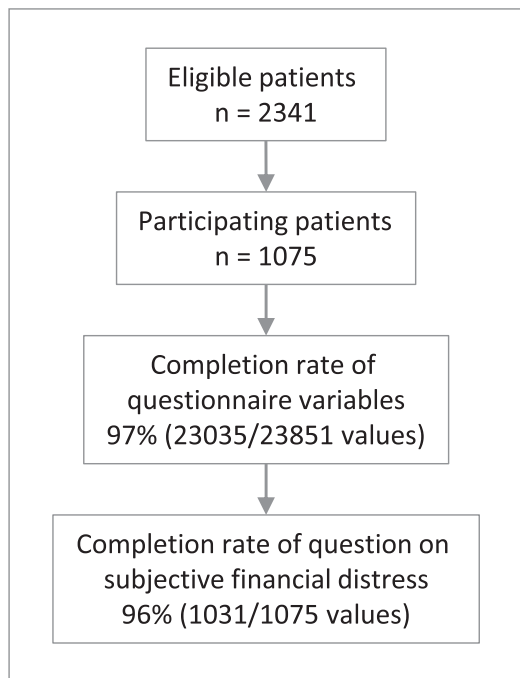 Eligible patients
n = 2341
Participating patients
n = 1075
Completion rate of
questionnaire variables
97% (23035/23851 values)
Completion rate of question on
subjective financial distress
96% (1031/1075 values)